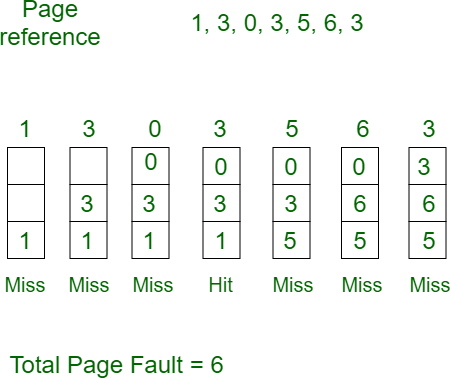 Page
reference
1, 3, 0, 3, 5, 6, 3
1 3 0 3 5 6 3
0 0 0 0 3
3 3 3 3 6 6
1 1 1 1 5 5 5
Miss Miss Miss Hit Miss Miss Miss
Total Page Fault = 6